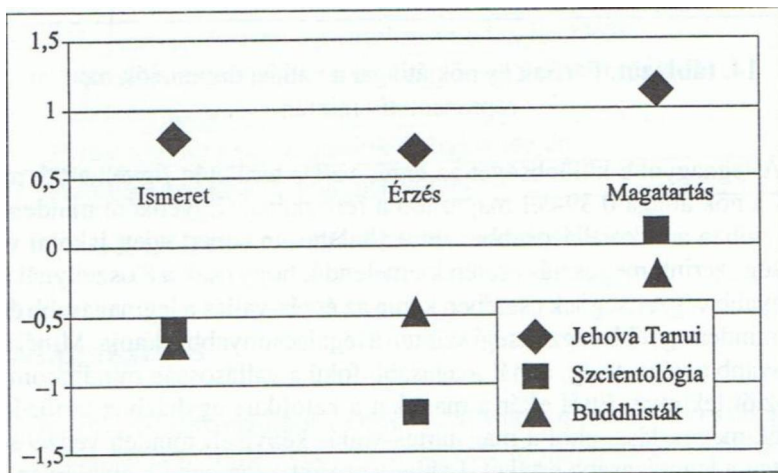 1,5
1
0,5
Ismeret Érzés Magatartás
0
−0,5
−1
−1,5
Jehova Tanui
Szcientológia
Buddhisták